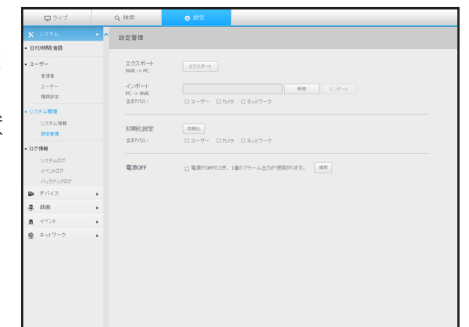 ライブ
検索
設定
システム
設定管理
日付/時間/言語
ユーザー
管理者
ユーザー
権限設定
システム管理
システム情報
設定管理
ログ情報
システムログ
イベントログ
バックアップログ
デバイス
録画
イベント
ネットワーク
エクスポート
NVR -> PC
エクスポート
インポート
PC -> NVR
検索
インポート
含まれない
ユーザー
カメラ
ネットワーク
初期化設定
初期化
含まれない
ユーザー
カメラ
ネットワーク
電源OFF
適用